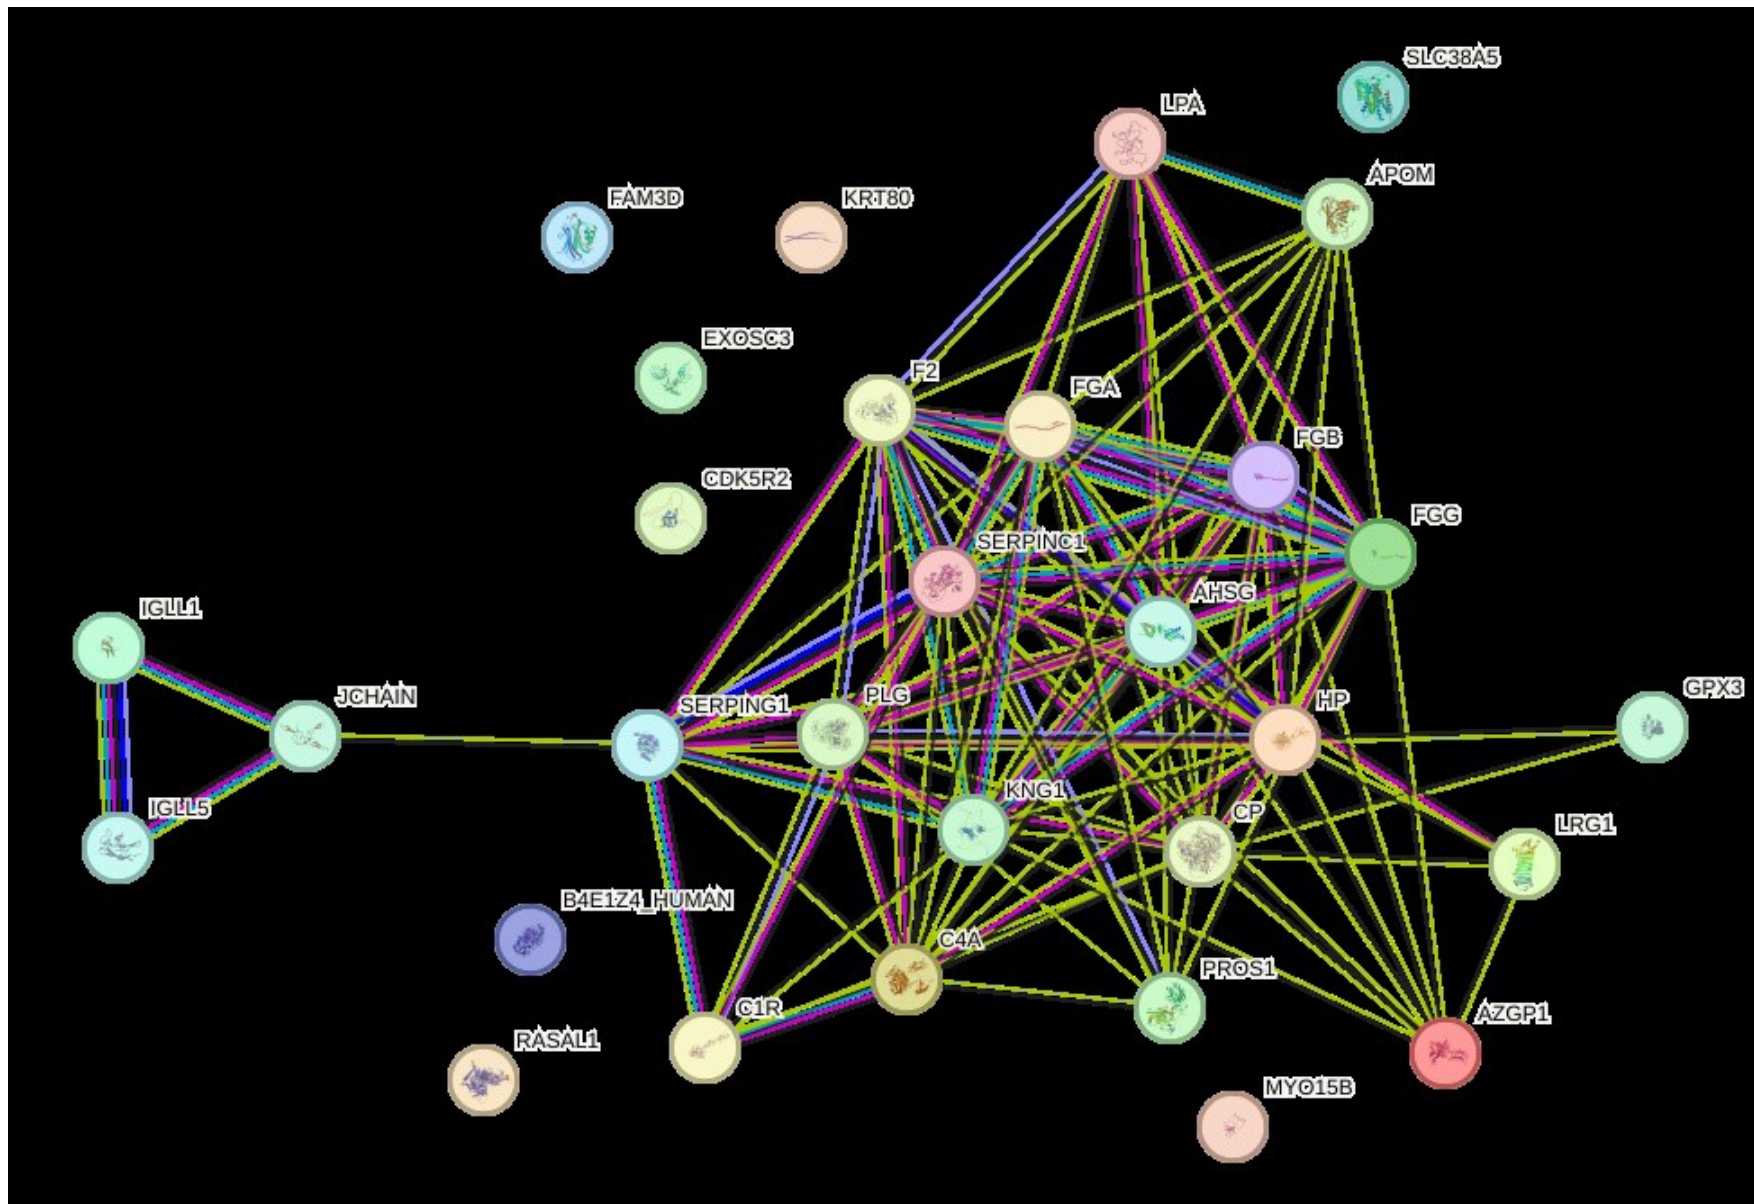 SLC38A5
LPA
APOM
FAM3D
KRT80
EXOSC3
F2
FGA
FGB
CDK5R2
FGG
SERPINC1
AHSG
IGLL1
JCHAIN
SERPING1
PLG
HP
GPX3
KNG1
IGLL5
CP
LRG1
B4E1Z4_HUMAN
C4A
PROS1
C1R
AZGP1
RASAL1
MYO15B